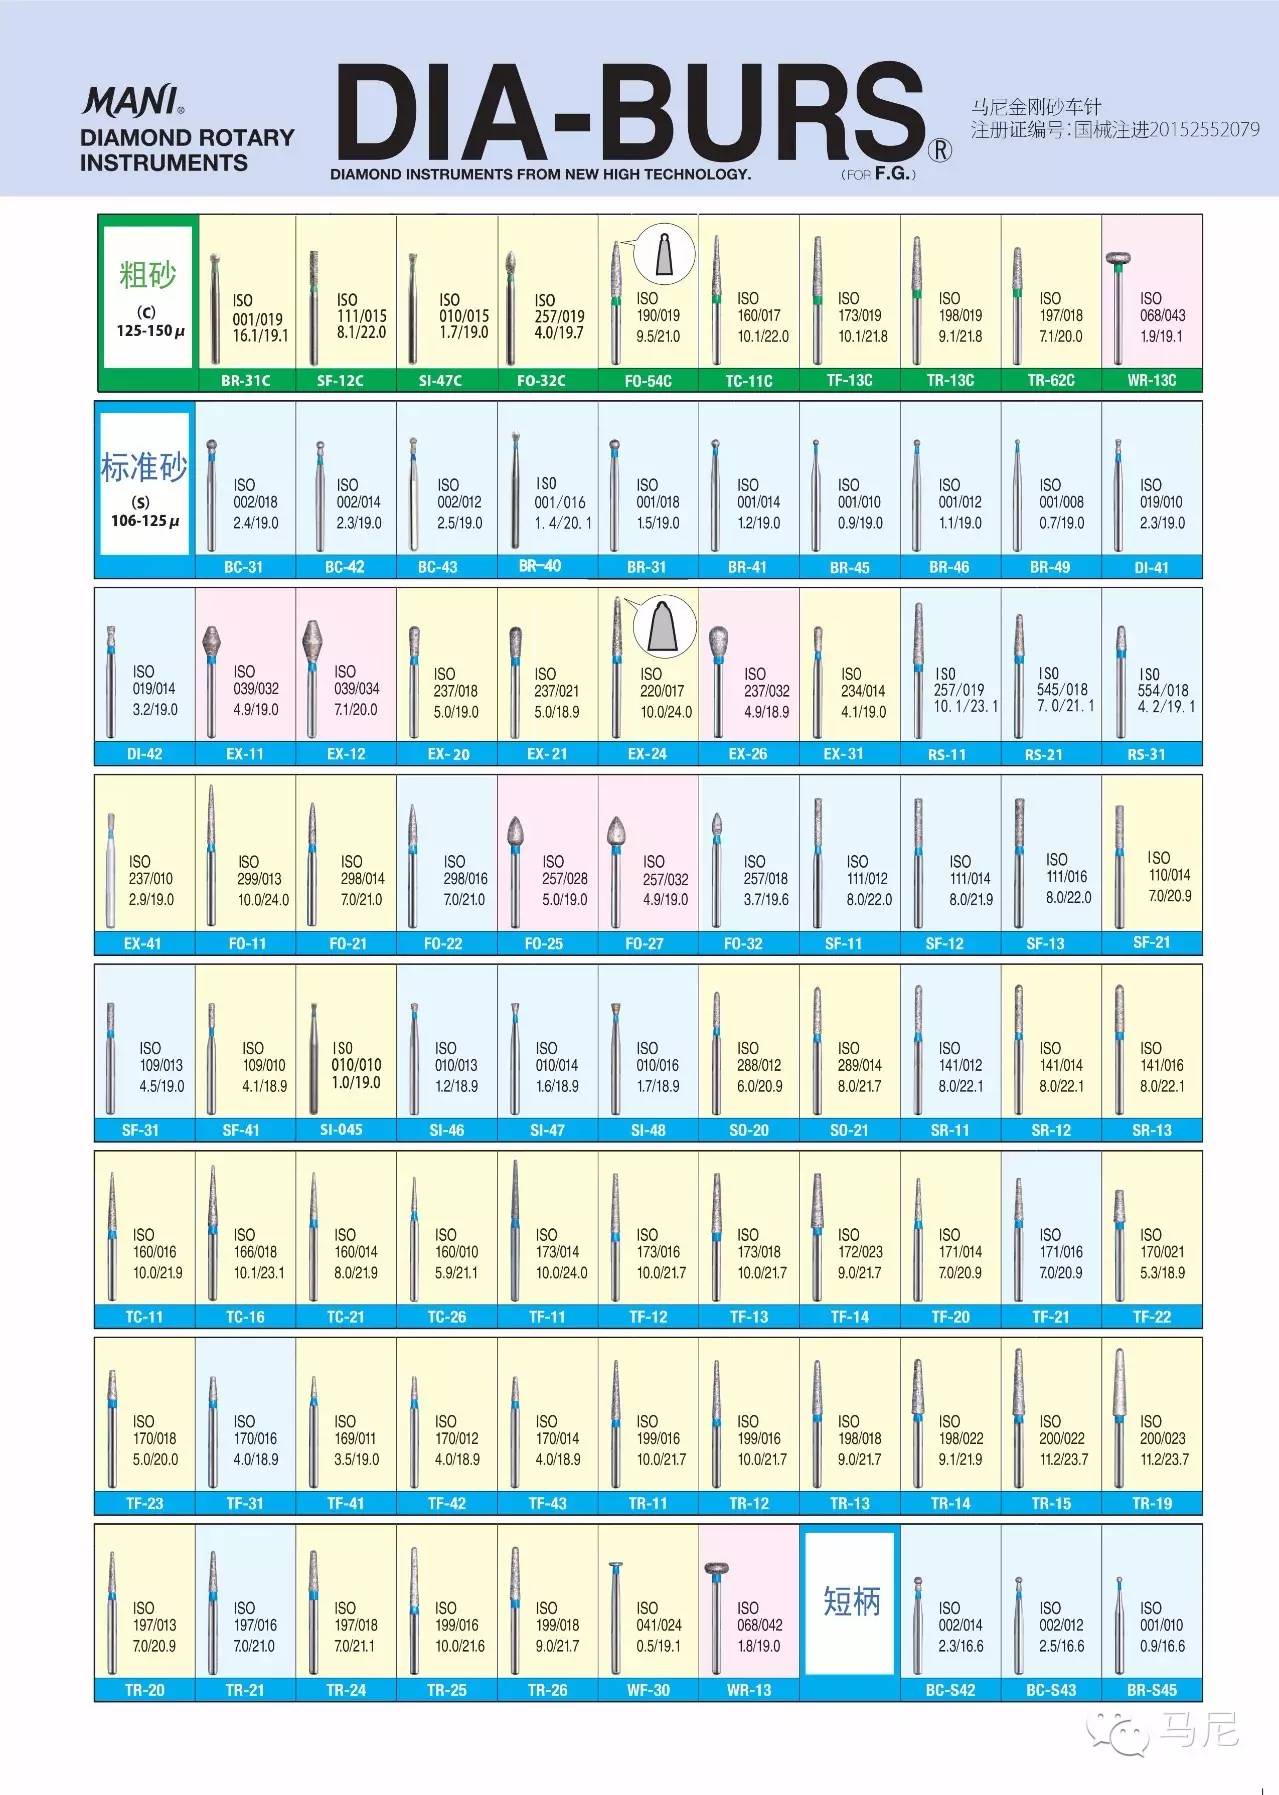 MANI®
DIAMOND ROTARY
INSTRUMENTS
DIA-BURS®
DIAMOND INSTRUMENTS FROM NEW HIGH TECHNOLOGY.
(FOR F.G.)
马尼金刚砂车针
注册证编号:国械注进20152552079
粗砂
(C)
125-150μ
ISO
001/019
16.1/19.1
BR-31C
ISO
111/015
8.1/22.0
SF-12C
ISO
010/015
1.7/19.0
SI-47C
ISO
257/019
4.0/19.7
FO-32C
ISO
190/019
9.5/21.0
FO-54C
ISO
160/017
10.1/22.0
TC-11C
ISO
173/019
10.1/21.8
TF-13C
ISO
198/019
9.1/21.8
TR-13C
ISO
197/018
7.1/20.0
TR-62C
ISO
068/043
1.9/19.1
WR-13C
标准砂
(S)
106-125μ
ISO
002/018
2.4/19.0
BC-31
ISO
002/014
2.3/19.0
BC-42
ISO
002/012
2.5/19.0
BC-43
ISO
001/016
1.4/20.1
BR-40
ISO
001/018
1.5/19.0
BR-31
ISO
001/014
1.2/19.0
BR-41
ISO
001/010
0.9/19.0
BR-45
ISO
001/012
1.1/19.0
BR-46
ISO
001/008
0.7/19.0
BR-49
ISO
019/010
2.3/19.0
DI-41
ISO
019/014
3.2/19.0
DI-42
ISO
039/032
4.9/19.0
EX-11
ISO
039/034
7.1/20.0
EX-12
ISO
237/018
5.0/19.0
EX-20
ISO
237/021
5.0/18.9
EX-21
ISO
220/017
10.0/24.0
EX-24
ISO
237/032
4.9/18.9
EX-26
ISO
234/014
4.1/19.0
EX-31
ISO
257/019
10.1/23.1
RS-11
ISO
545/018
7.0/21.1
RS-21
ISO
554/018
4.2/19.1
RS-31
ISO
237/010
2.9/19.0
EX-41
ISO
299/013
10.0/24.0
FO-11
ISO
298/014
7.0/21.0
FO-21
ISO
298/016
7.0/21.0
FO-22
ISO
257/028
5.0/19.0
FO-25
ISO
257/032
4.9/19.0
FO-27
ISO
257/018
3.7/19.6
FO-32
ISO
111/012
8.0/22.0
SF-11
ISO
111/014
8.0/21.9
SF-12
ISO
111/016
8.0/22.0
SF-13
ISO
110/014
7.0/20.9
SF-21
ISO
109/013
4.5/19.0
SF-31
ISO
109/010
4.1/18.9
SF-41
ISO
010/010
1.0/19.0
SI-045
ISO
010/013
1.2/18.9
SI-46
ISO
010/014
1.6/18.9
SI-47
ISO
010/016
1.7/18.9
SI-48
ISO
288/012
6.0/20.9
SO-20
ISO
289/014
8.0/21.7
SO-21
ISO
141/012
8.0/22.1
SR-11
ISO
141/014
8.0/22.1
SR-12
ISO
141/016
8.0/22.1
SR-13
ISO
160/016
10.0/21.9
TC-11
ISO
166/018
10.1/23.1
TC-16
ISO
160/014
8.0/21.9
TC-21
ISO
160/010
5.9/21.1
TC-26
ISO
173/014
10.0/24.0
TF-11
ISO
173/016
10.0/21.7
TF-12
ISO
173/018
10.0/21.7
TF-13
ISO
172/023
9.0/21.7
TF-14
ISO
171/014
7.0/20.9
TF-20
ISO
171/016
7.0/20.9
TF-21
ISO
170/021
5.3/18.9
TF-22
ISO
170/018
5.0/20.0
TF-23
ISO
170/016
4.0/18.9
TF-31
ISO
169/011
3.5/19.0
TF-41
ISO
170/012
4.0/18.9
TF-42
ISO
170/014
4.0/18.9
TF-43
ISO
199/016
10.0/21.7
TR-11
ISO
199/016
10.0/21.7
TR-12
ISO
198/018
9.0/21.7
TR-13
ISO
198/022
9.1/21.9
TR-14
ISO
200/022
11.2/23.7
TR-15
ISO
200/023
11.2/23.7
TR-19
ISO
197/013
7.0/20.9
TR-20
ISO
197/016
7.0/21.0
TR-21
ISO
197/018
7.0/21.1
TR-24
ISO
199/016
10.0/21.6
TR-25
ISO
199/018
9.0/21.7
TR-26
ISO
041/024
0.5/19.1
WF-30
ISO
068/042
1.8/19.0
WR-13
短柄
ISO
002/014
2.3/16.6
BC-S42
ISO
002/012
2.5/16.6
BC-S43
ISO
001/010
0.9/16.6
BR-S45
马尼